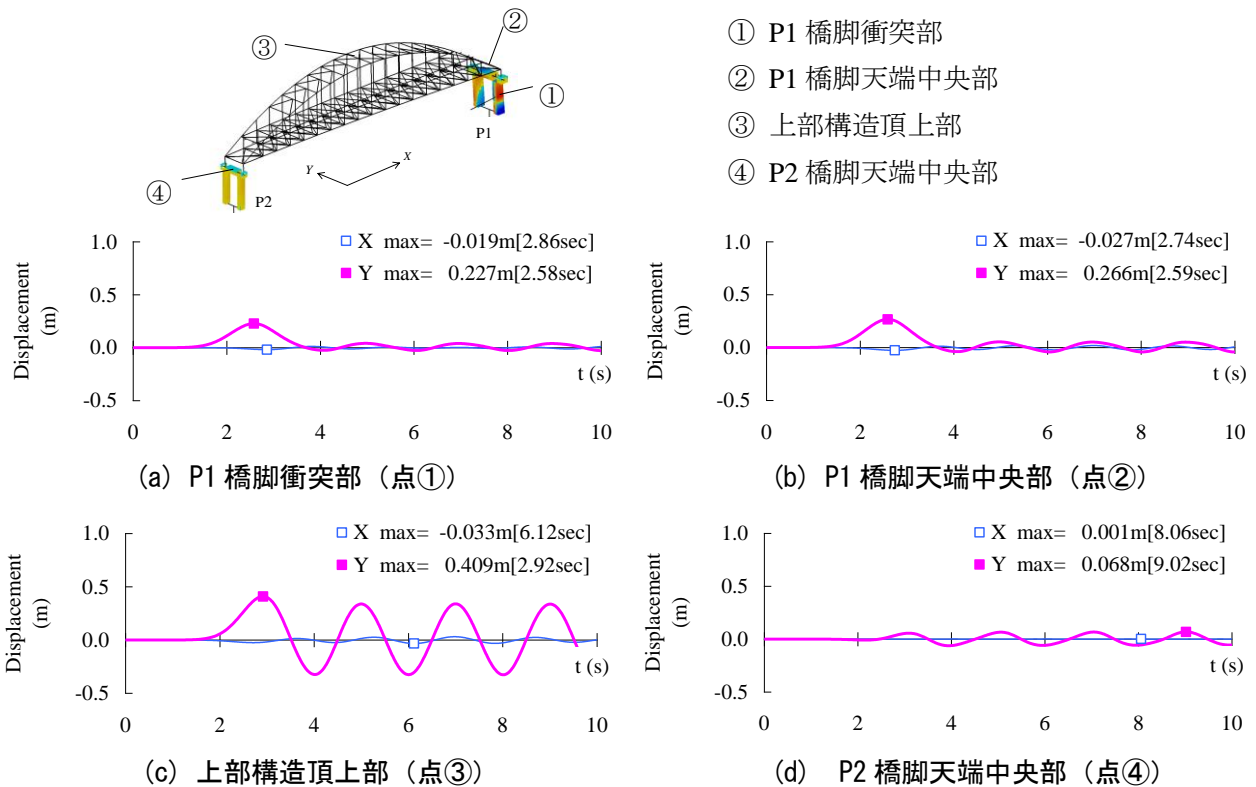 ②
③
①
P1
Y
X
④
P2
① P1 橋脚衝突部
② P1 橋脚天端中央部
③ 上部構造頂上部
④ P2 橋脚天端中央部
Displacement
(m)
1.0
0.5
0.0
-0.5
X max= -0.019m[2.86sec]
Y max= 0.227m[2.58sec]
t (s)
0 2 4 6 8 10
(a) P1 橋脚衝突部（点①）
Displacement
(m)
1.0
0.5
0.0
-0.5
X max= -0.027m[2.74sec]
Y max= 0.266m[2.59sec]
t (s)
0 2 4 6 8 10
(b) P1 橋脚天端中央部（点②）
Displacement
(m)
1.0
0.5
0.0
-0.5
X max= -0.033m[6.12sec]
Y max= 0.409m[2.92sec]
t (s)
0 2 4 6 8 10
(c) 上部構造頂上部（点③）
Displacement
(m)
1.0
0.5
0.0
-0.5
X max= 0.001m[8.06sec]
Y max= 0.068m[9.02sec]
t (s)
0 2 4 6 8 10
(d) P2 橋脚天端中央部（点④）